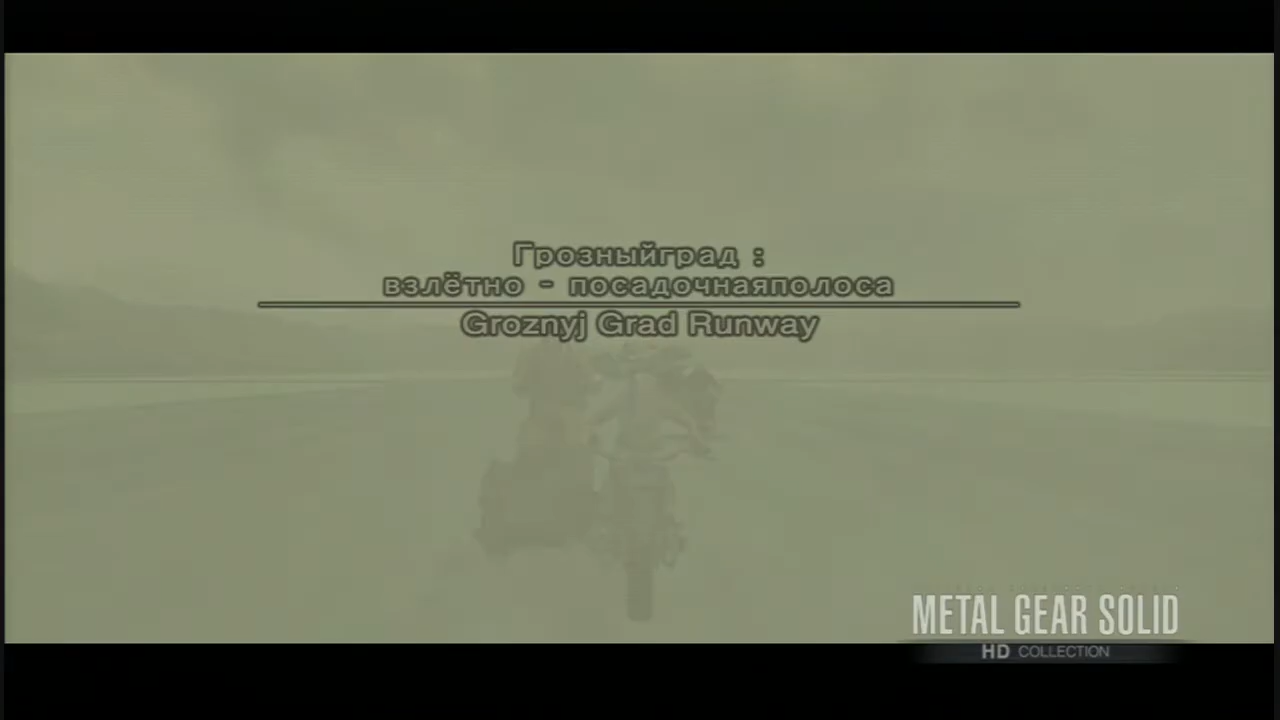 Грозныйград :
взлётно - посадочнаяполоса
Groznyj Grad Runway
METAL GEAR SOLID
HD COLLECTION